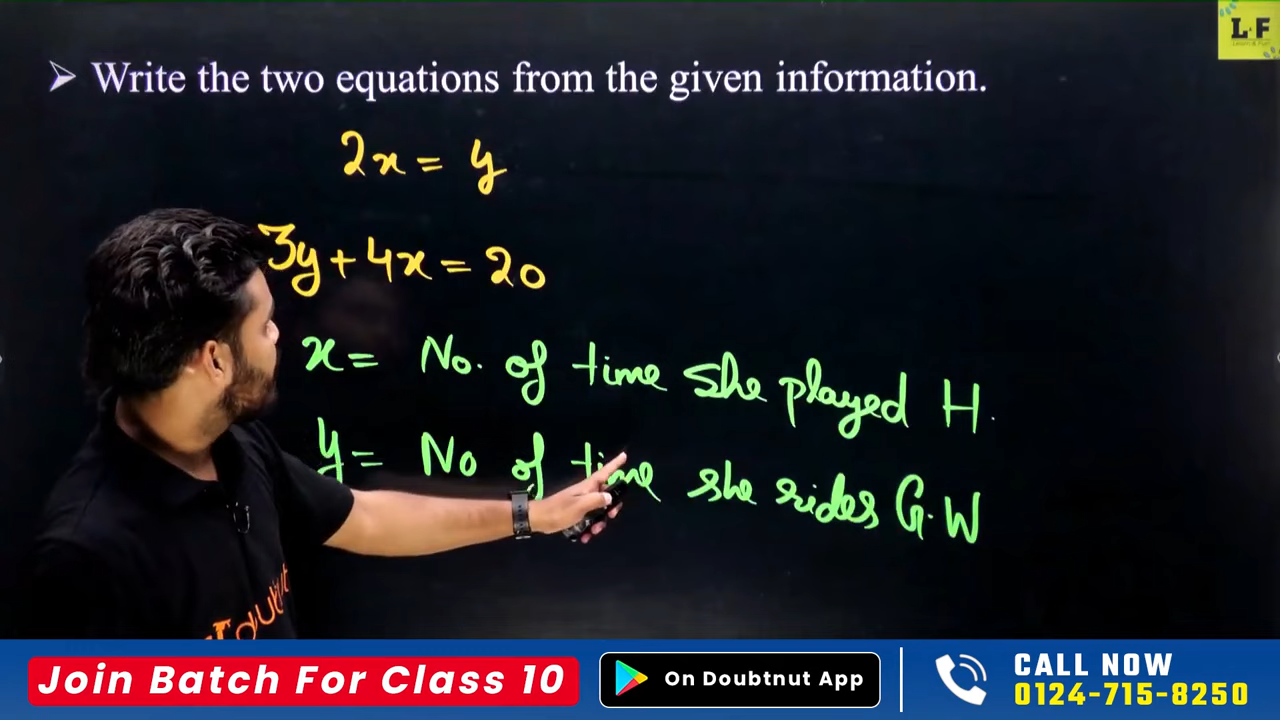 L F
➤ Write the two equations from the given information.
2x = y
3y + 4x = 20
x = No. of time she played H.
y = No of time she rides G.W
Join Batch For Class 10
On Doubtnut App
CALL NOW
0124-715-8250